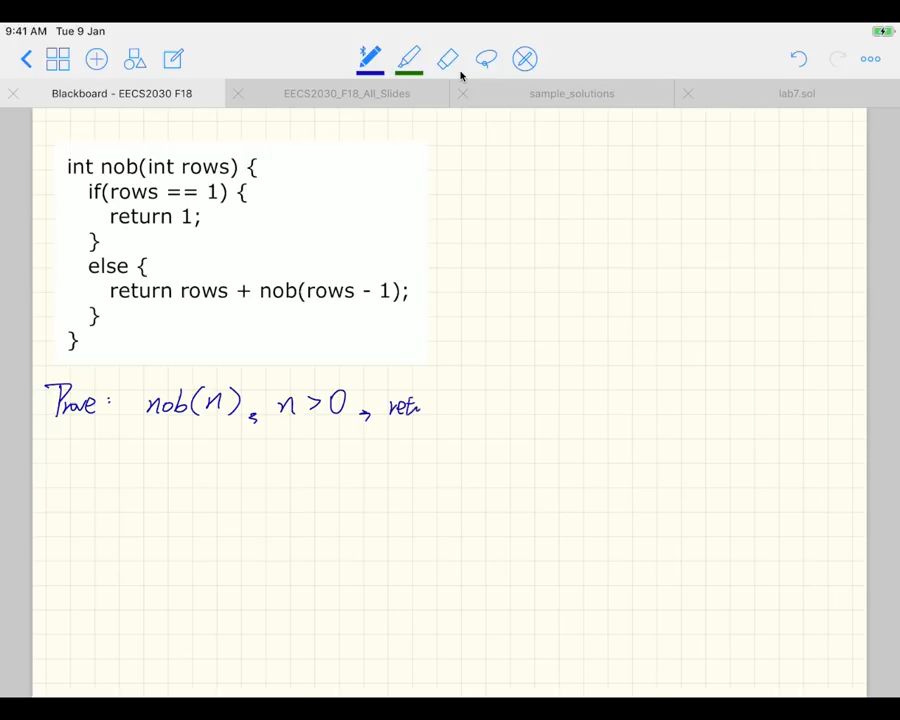 9:41 AM Tue 9 Jan
Blackboard - EECS2030 F18
EECS2030_F18_All_Slides
sample_solutions
lab7.sol
int nob(int rows) {
if(rows == 1) {
return 1;
}
else {
return rows + nob(rows - 1);
}
}
Prove: nob(n), n > 0, retu